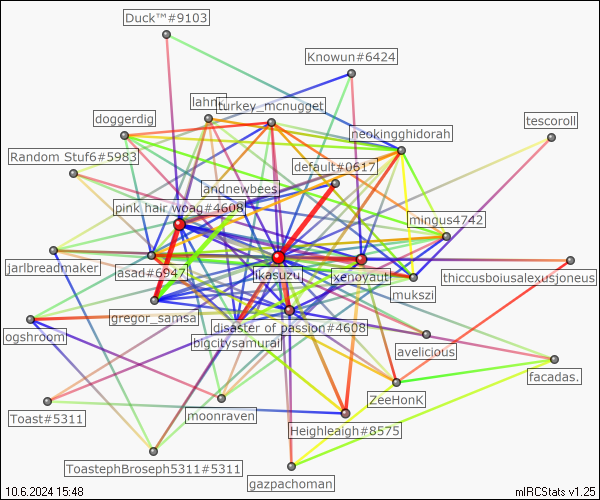 Duck™#9103
Knowun#6424
lahn
turkey_mcnugget
doggerdig
neokingghidorah
tescoroll
Random Stuf6#5983
default#0617
andnewbees
pink hair woag#4608
mingus4742
jarlbreadmaker
asad#6947
ikasuzu
xenoyaut
thiccusboiusalexusjoneus
mukszi
gregor_samsa
ogshroom
disaster of passion#4608
bigcitysamurai
avelicious
facadas.
ZeeHonK
Toast#5311
moonraven
Heighleaigh#8575
ToastephBroseph5311#5311
gazpachoman
10.6.2024 15:48
mIRCStats v1.25